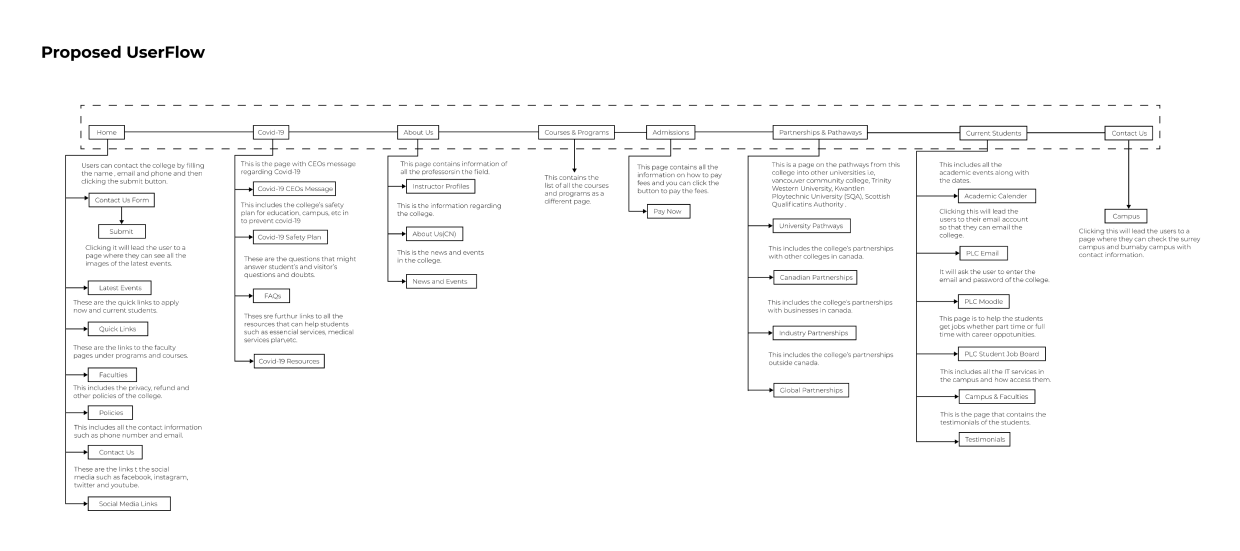 Proposed UserFlow
Home
Covid-19
About Us
Courses & Programs
Admissions
Partnerships & Pathaways
Current Students
Contact Us
Users can contact the college by filling
the name , email and phone and then
clicking the submit button.
Contact Us Form
Submit
Clicking it will lead the user to a
page where they can see all the
images of the latest events.
Latest Events
These are the quick links to apply
now and current students.
Quick Links
These are the links to the faculty
pages under programs and courses.
Faculties
This includes the privacy, refund and
other policies of the college.
Policies
This includes all the contact information
such as phone number and email.
Contact Us
These are the links t the social
media such as facebook, instagram,
twitter and youtube.
Social Media Links
This is the page with CEOs message
regarding Covid-19
Covid-19 CEOs Message
This includes the college's safety
plan for education, campus, etc in
to prevent covid-19
Covid-19 Safety Plan
These are the questions that might
answer student's and visitor's
questions and doubts.
FAQs
Thses sre furthur links to all the
resources that can help students
such as essencial services, medical
services plan,etc.
Covid-19 Resources
This page contains information of
all the professorsin the field.
Instructor Profiles
This is the information regarding
the college.
About Us(CN)
This is the news and events
in the college.
News and Events
This contains the
list of all the courses
and programs as a
different page.
This page contains all the
information on how to pay
fees and you can click the
button to pay the fees.
Pay Now
This is a page on the pathways from this
college into other universities i.e,
vancouver community college, Trinity
Western University, Kwantlen
Ploytechnic University (SQA), Scottish
Qualificatins Authority .
University Pathways
This includes the college's partnerships
with other colleges in canada.
Canadian Partnerships
This includes the college's partnerships
with businesses in canada.
Industry Partnerships
This includes the college's partnerships
outside canada.
Global Partnerships
This includes all the
academic events along with
the dates.
Academic Calender
Clicking this will lead the
users to their email account
so that they can email the
college.
PLC Email
It will ask the user to enter the
email and password of the college.
PLC Moodle
This page is to help the students
get jobs whether part time or full
time with career oppotunities.
PLC Student Job Board
This includes all the IT services in
the campus and how access them.
Campus & Faculties
This is the page that contains the
testimonials of the students.
Testimonials
Campus
Clicking this will lead the users to a
page where they can check the surrey
campus and burnaby campus with
contact information.